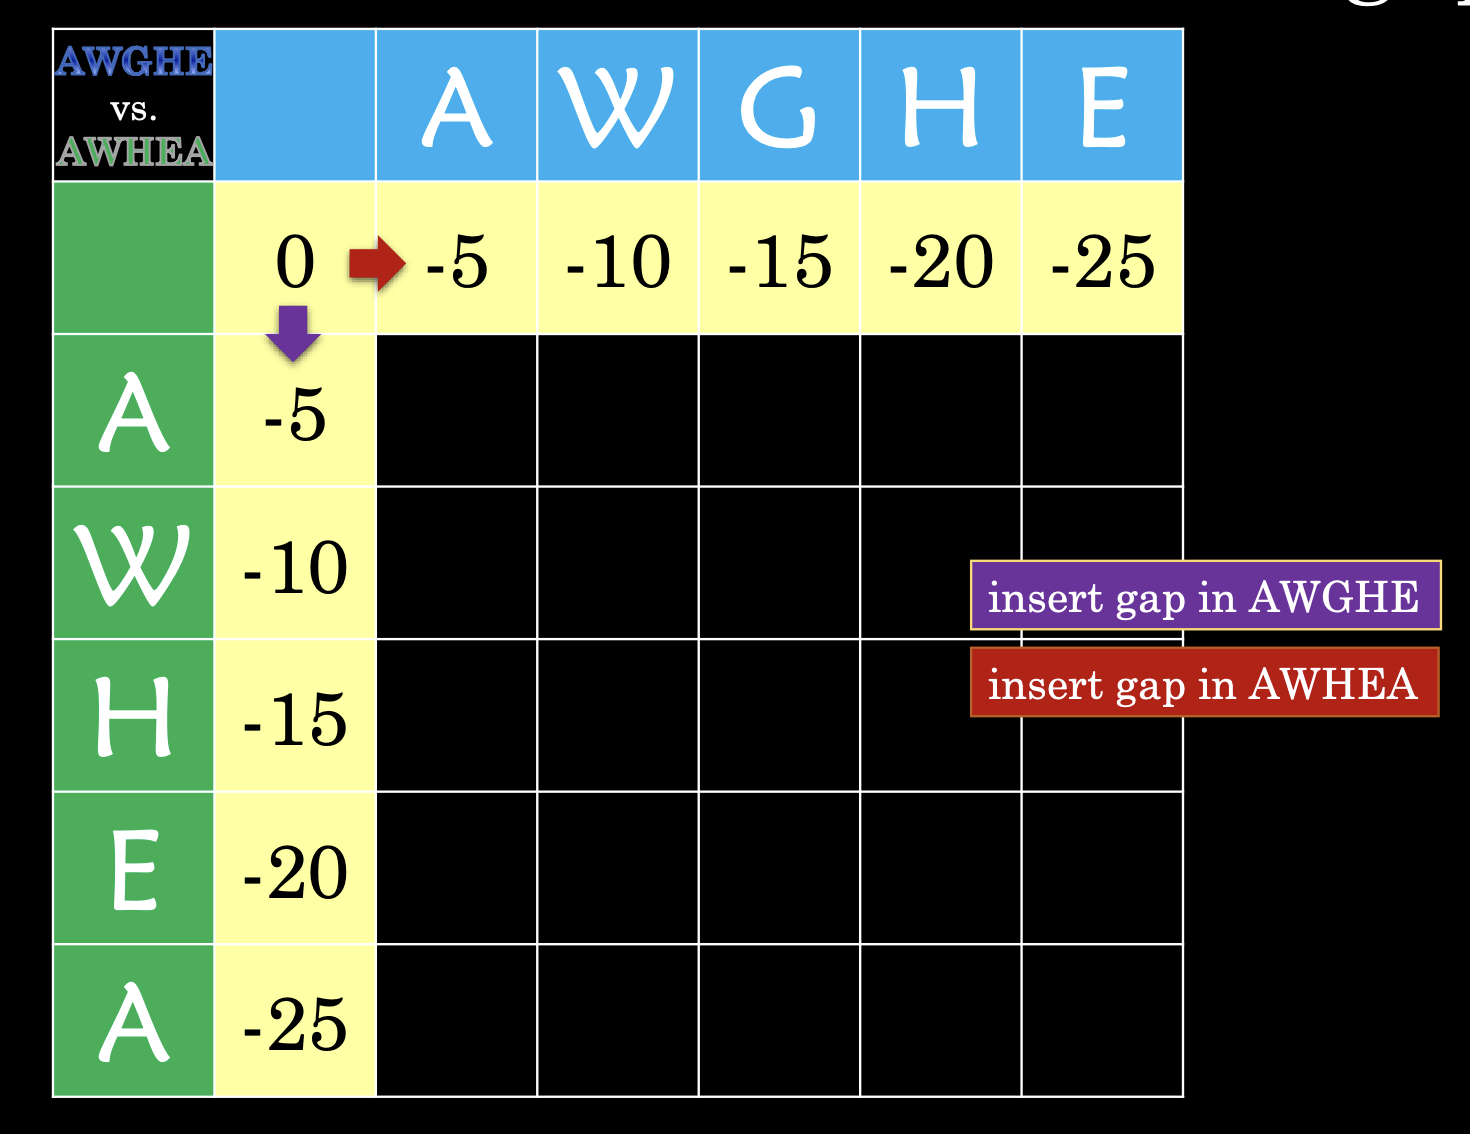 AWGHE
vs.
AWHEA
A W G H E
0 -5 -10 -15 -20 -25
A -5
W -10
H -15
E -20
A -25
insert gap in AWGHE
insert gap in AWHEA